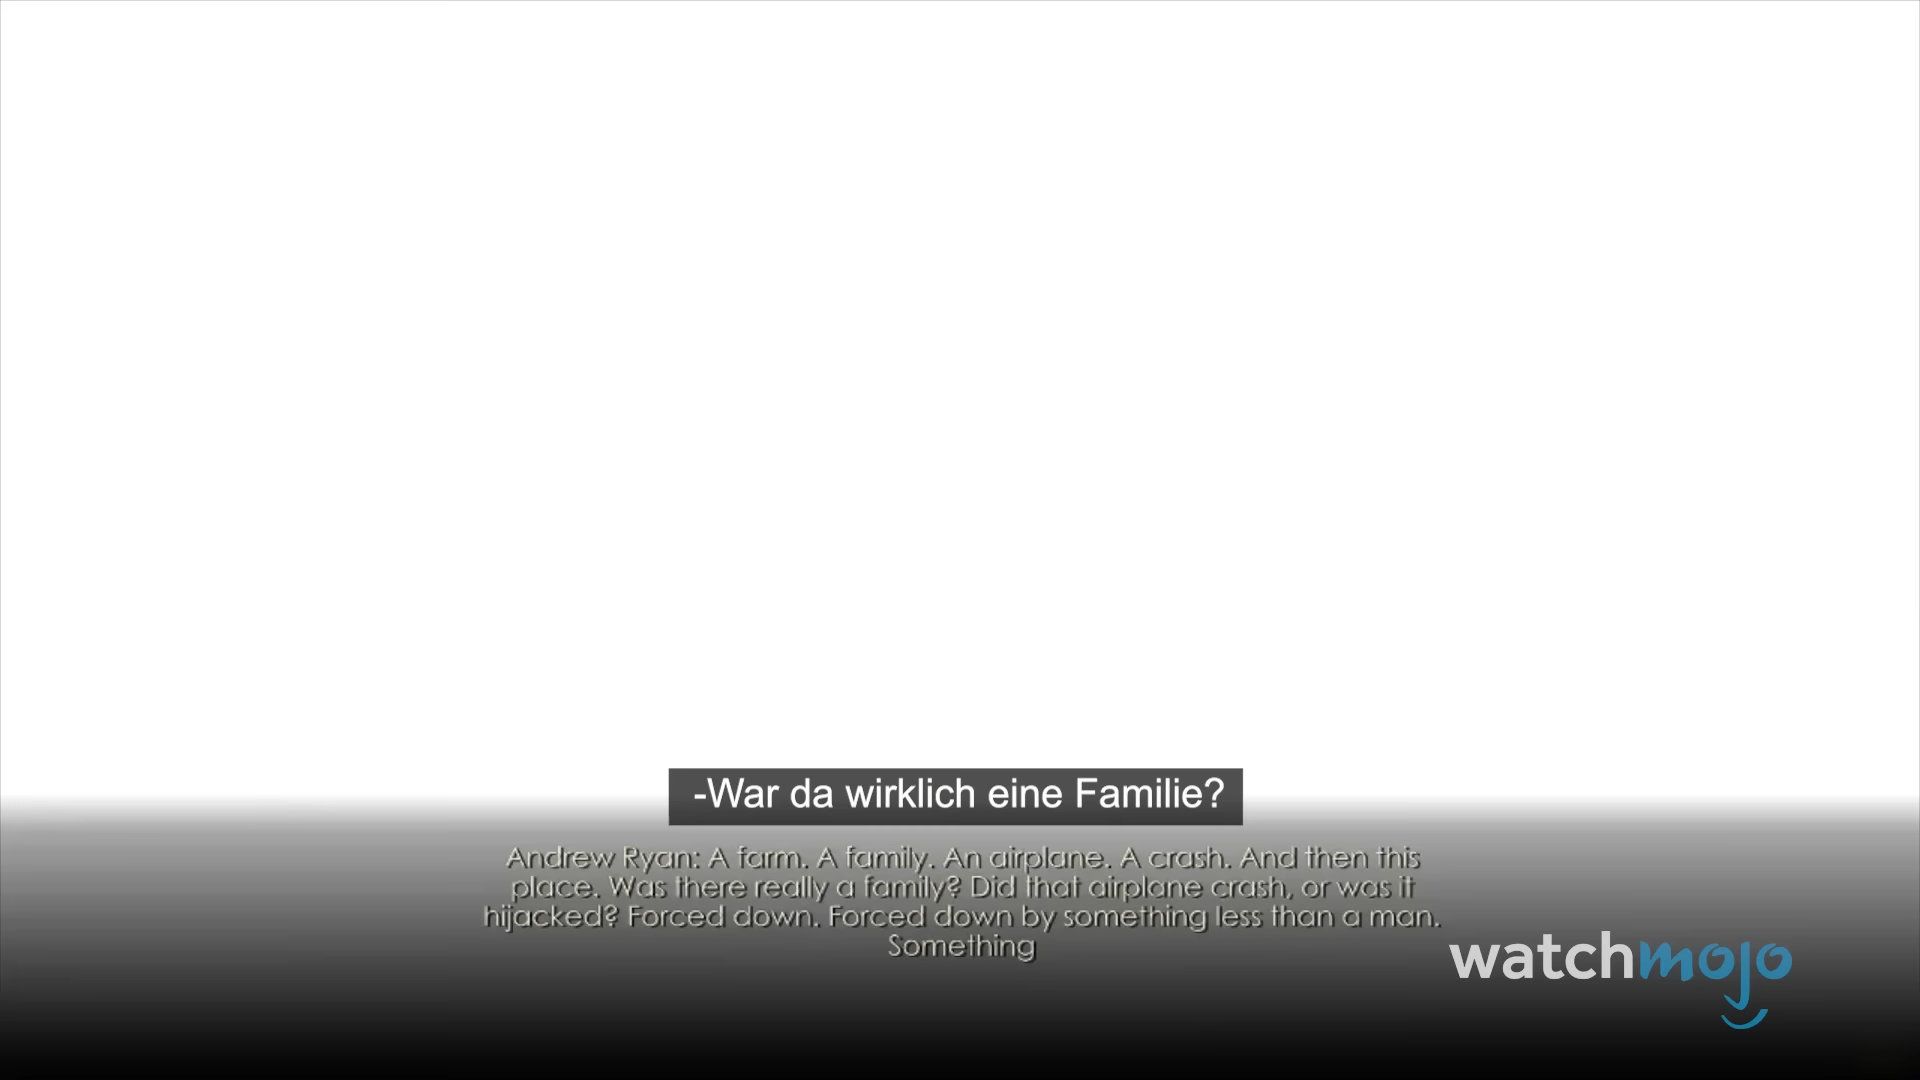 -War da wirklich eine Familie?
Andrew Ryan: A farm. A family. An airplane. A crash. And then this
place. Was there really a family? Did that airplane crash, or was it
hijacked? Forced down. Forced down by something less than a man.
Something
watchmojo